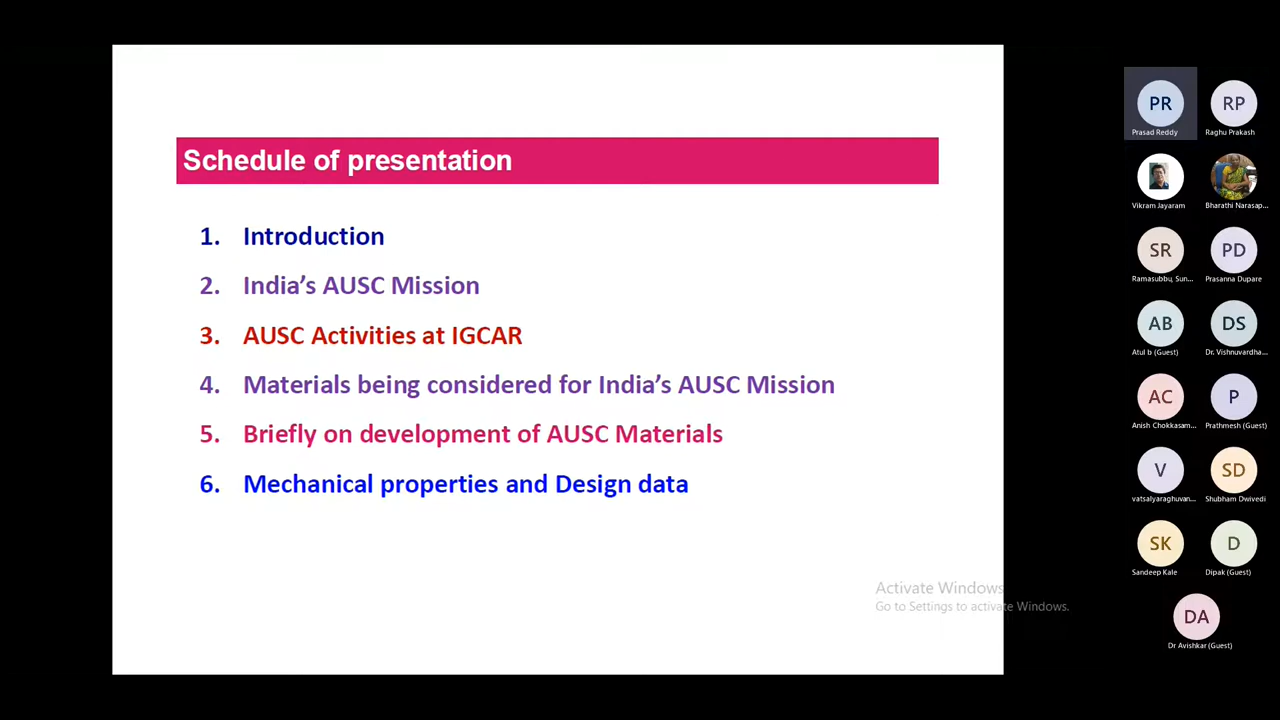 Schedule of presentation
1. Introduction
2. India's AUSC Mission
3. AUSC Activities at IGCAR
4. Materials being considered for India's AUSC Mission
5. Briefly on development of AUSC Materials
6. Mechanical properties and Design data
Activate Windows
Go to Settings to activate Windows.
PR RP
Prasad Reddy Raghu Prakash
Vikram Jayaram Bharathi Narasap...
SR PD
Ramasubbu, Sun... Prasanna Dupare
AB DS
Atul b (Guest) Dr. Vishnuvardha...
AC P
Anish Chokkasam... Prathmesh (Guest)
V SD
vatsalyaraghuvan... Shubham Dwivedi
SK D
Sandeep Kale Dipak (Guest)
DA
Dr Avishkar (Guest)